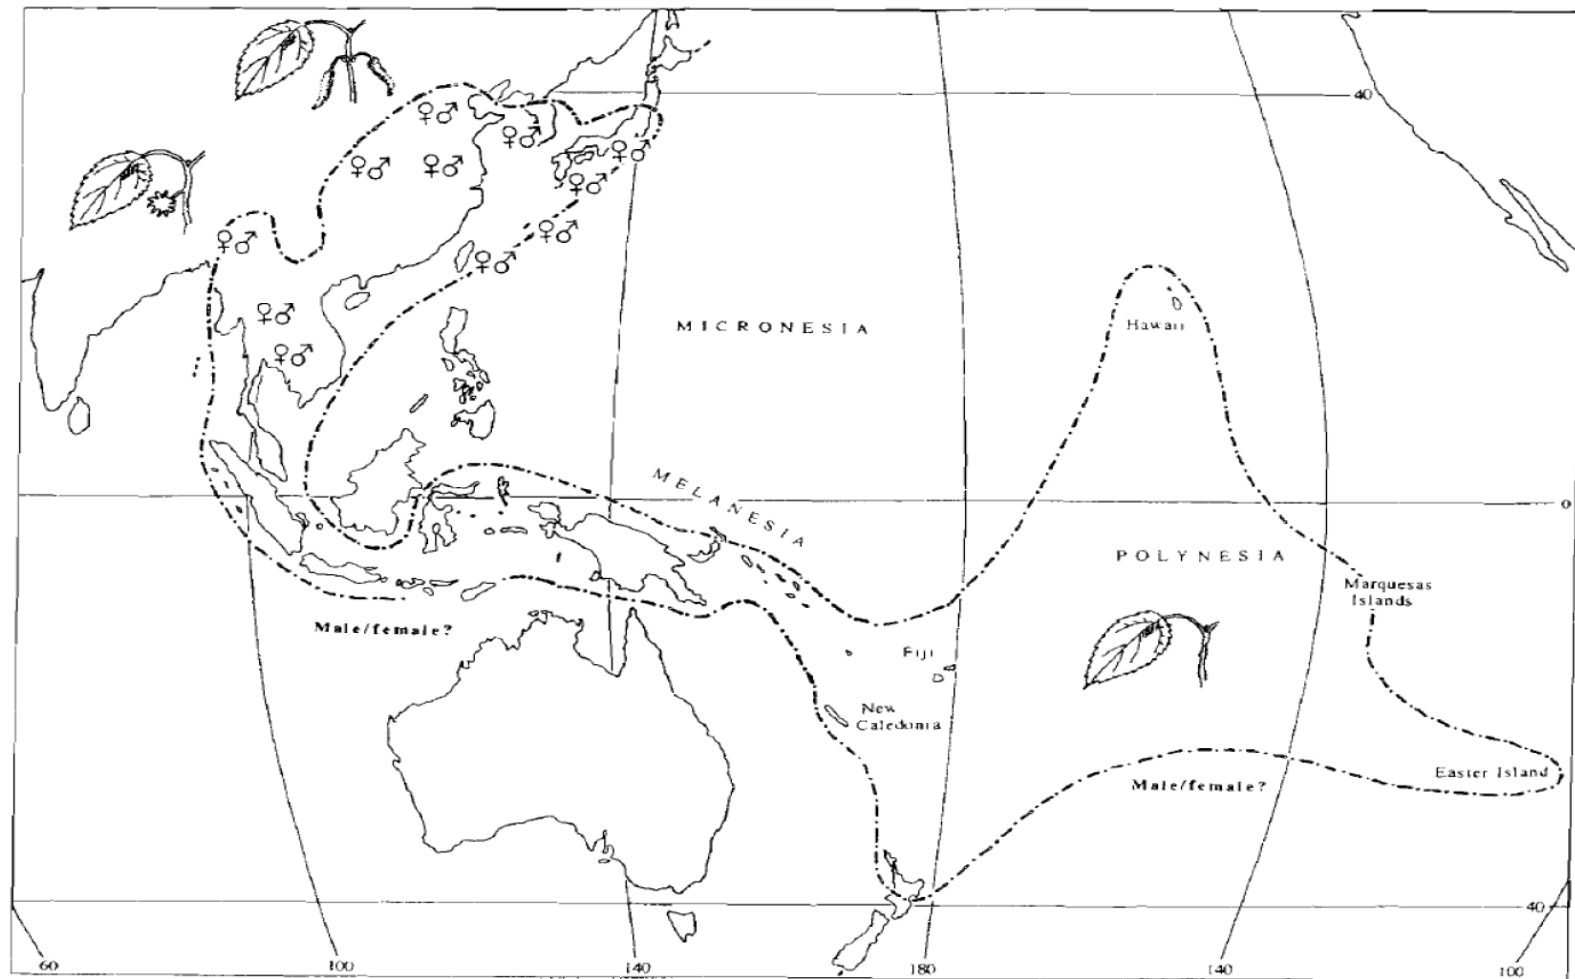 40
MICRONESIA
Hawaii
MELANESIA
0
POLYNESIA
Marquesas
Islands
Male/female?
Fiji
New
Caledonia
Easter Island
Male/female?
40
60
100
140
180
140
100